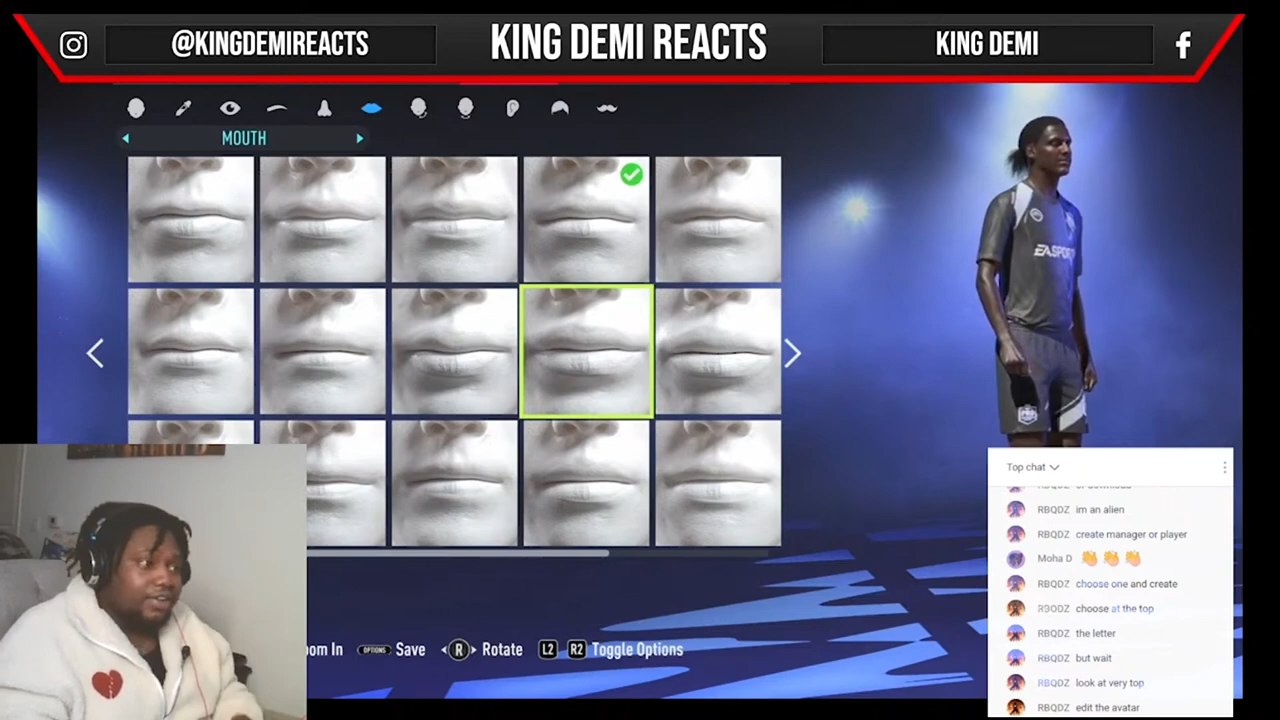 @KINGDEMIREACTS
KING DEMI REACTS
KING DEMI
MOUTH
EA SPOR
Top chat
RBQDZ im an alien
RBQDZ create manager or player
Moha D
RBQDZ choose one and create
RBQDZ choose at the top
RBQDZ the letter
RBQDZ but wait
RBQDZ look at very top
RBQDZ edit the avatar
om In
OPTIONS Save
R Rotate
L2 R2 Toggle Options